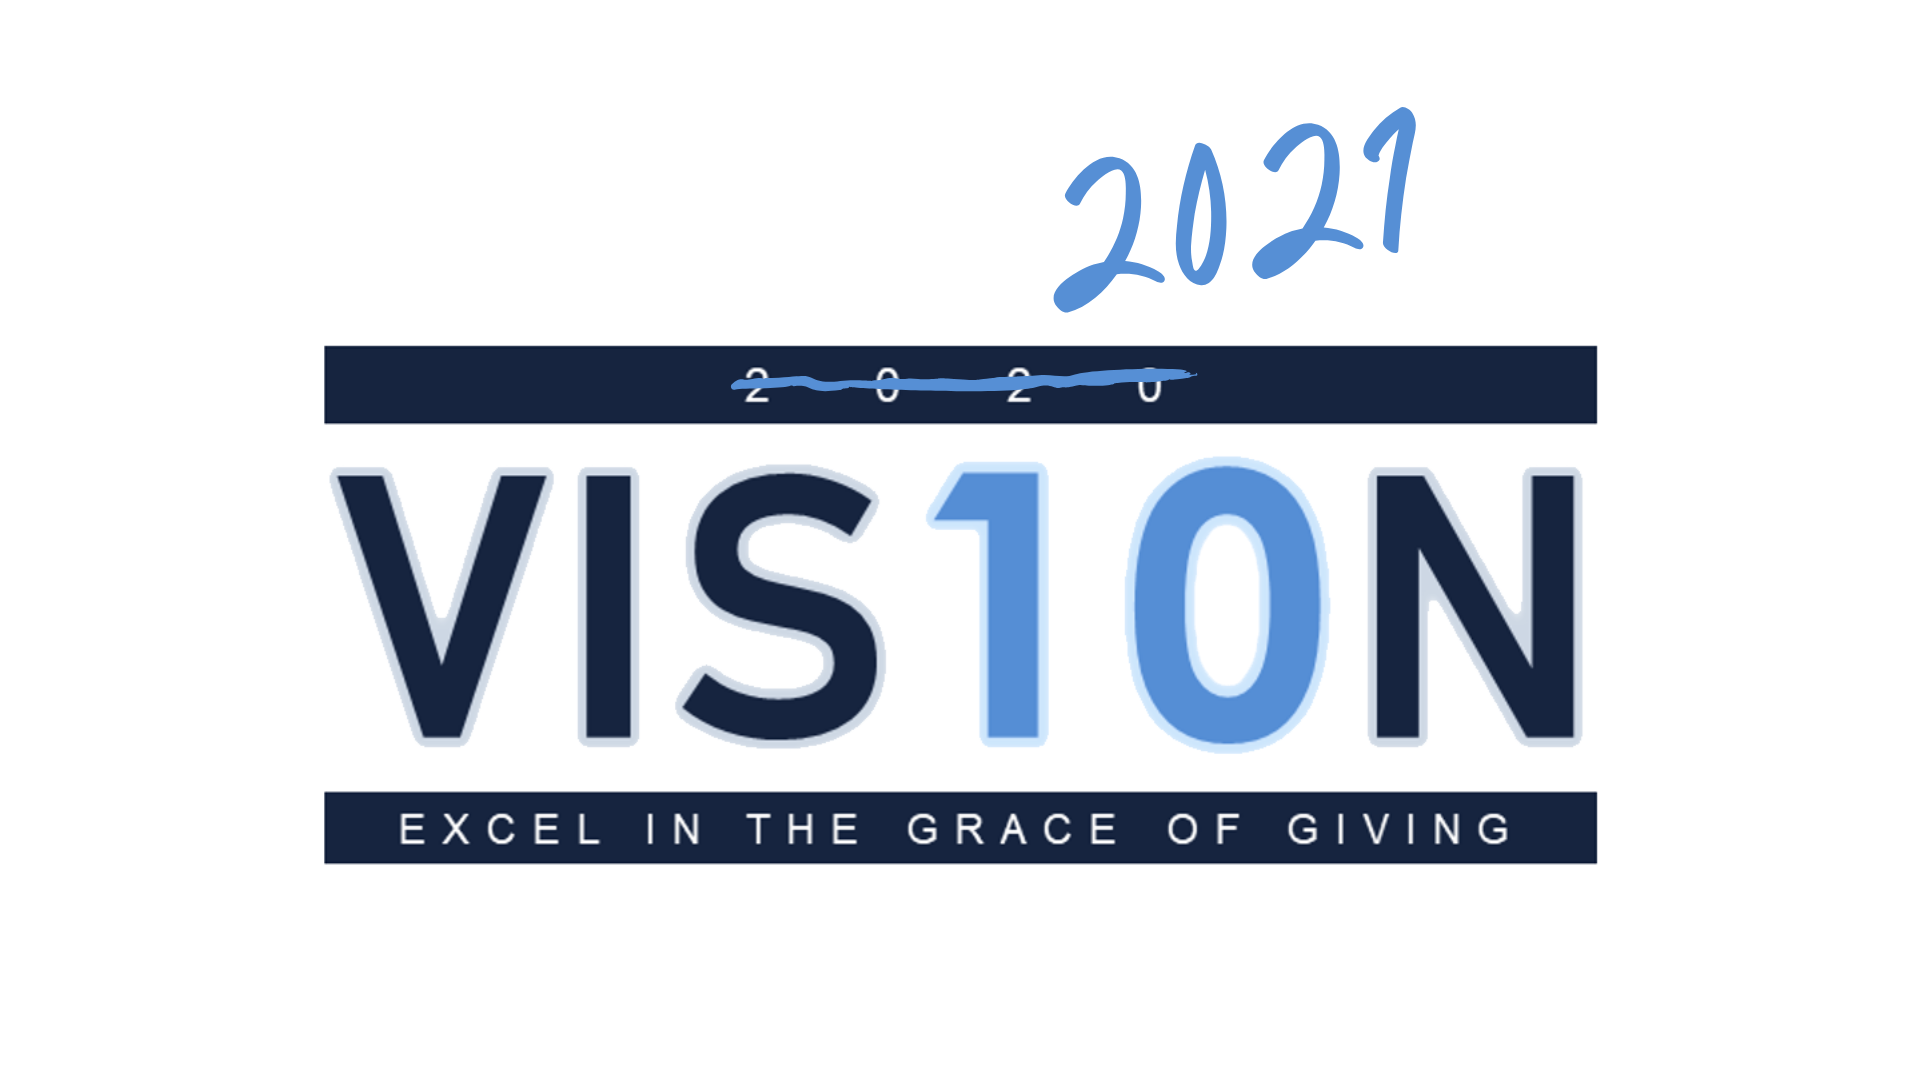 2021
2020
VIS10N
EXCEL IN THE GRACE OF GIVING